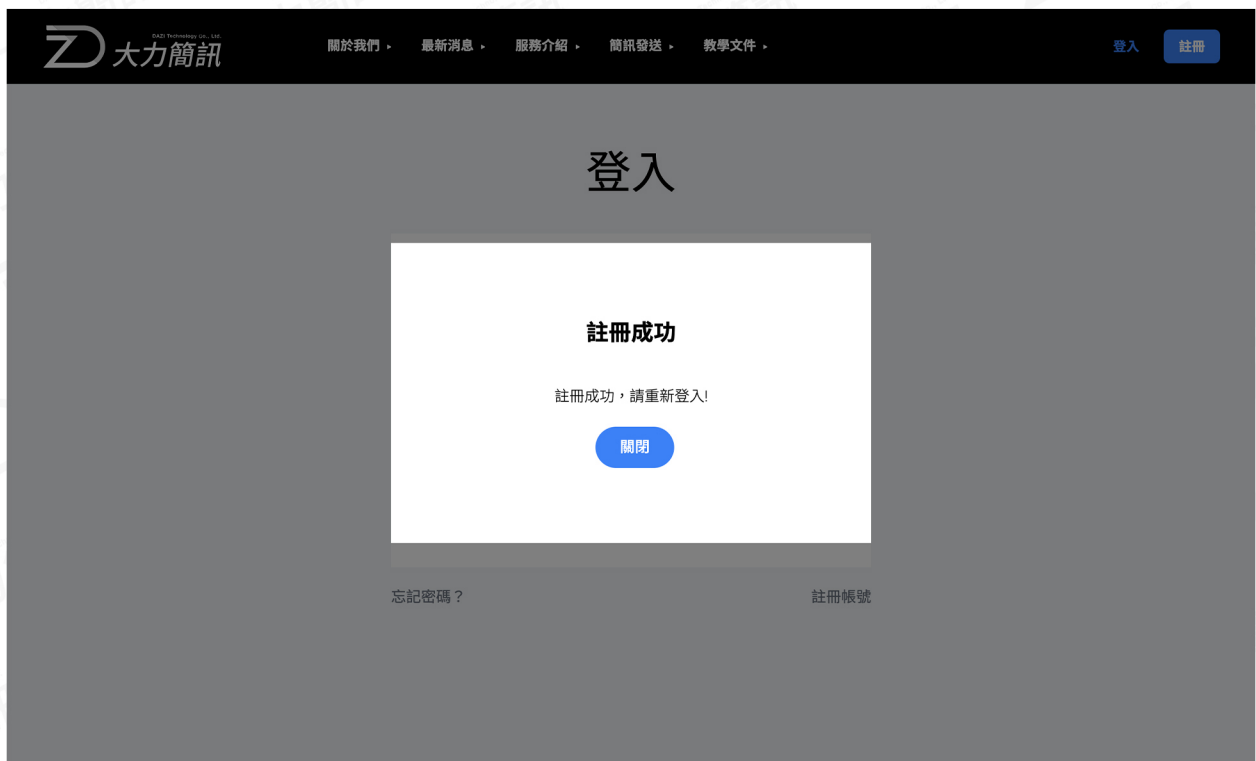 DAZI Technology Co., Ltd.
大力簡訊
關於我們
最新消息
服務介紹
簡訊發送
教學文件
登入
註冊
登入
註冊成功
註冊成功，請重新登入!
關閉
忘記密碼？
註冊帳號